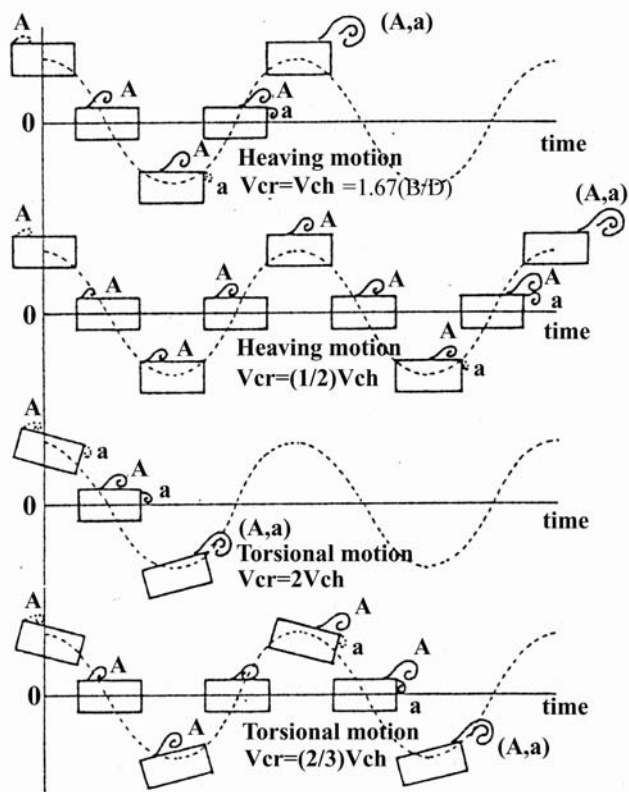 A
(A,a)
A
A
a
0
time
A
a
Heaving motion
Vcr=Vch =1.67(B/D)
A
A
(A,a)
A
A
A
A
a
0
time
A
A
a
Heaving motion
Vcr=(1/2)Vch
A
a
A
a
0
time
(A,a)
Torsional motion
Vcr=2Vch
A
A
a
A
A
a
0
time
A
(A,a)
Torsional motion
Vcr=(2/3)Vch